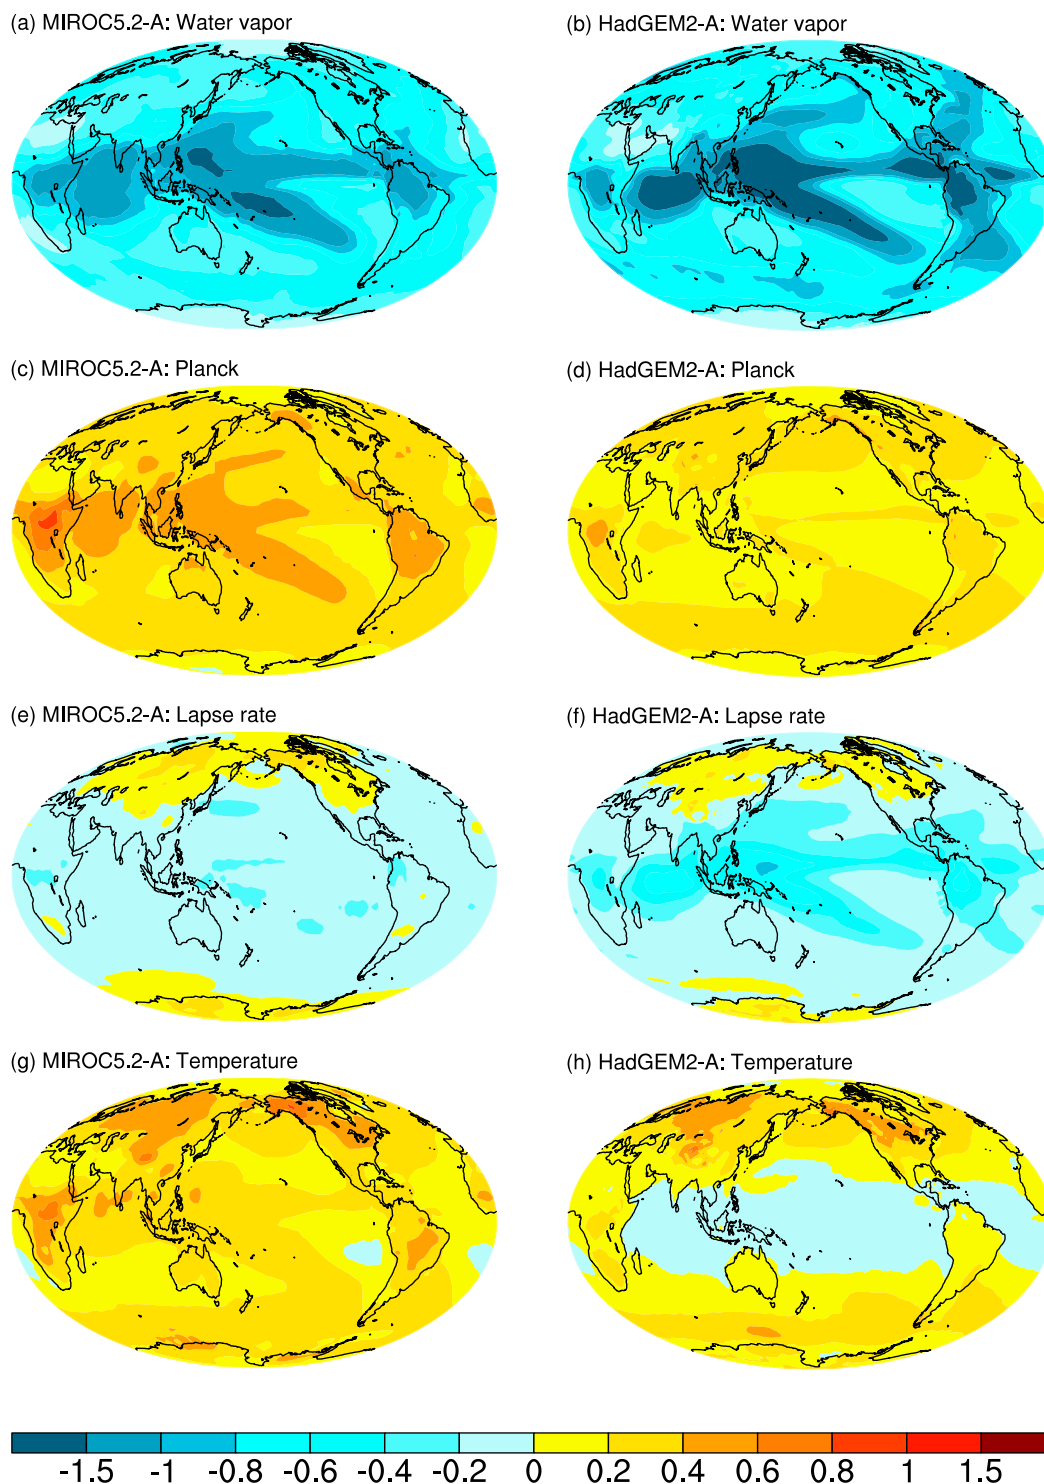 (a) MIROC5.2-A: Water vapor
(b) HadGEM2-A: Water vapor
(c) MIROC5.2-A: Planck
(d) HadGEM2-A: Planck
(e) MIROC5.2-A: Lapse rate
(f) HadGEM2-A: Lapse rate
(g) MIROC5.2-A: Temperature
(h) HadGEM2-A: Temperature
-1.5 -1 -0.8 -0.6 -0.4 -0.2 0 0.2 0.4 0.6 0.8 1 1.5